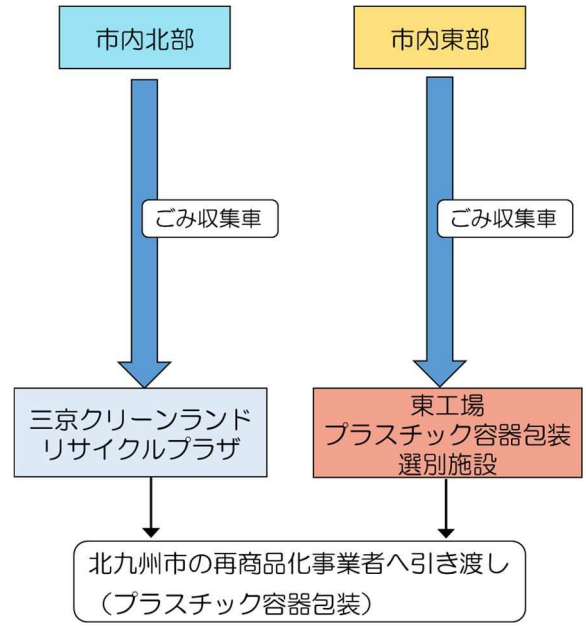 市内北部
市内東部
ごみ収集車
ごみ収集車
三京クリーンランド
リサイクルプラザ
東工場
プラスチック容器包装
選別施設
北九州市の再商品化事業者へ引き渡し
（プラスチック容器包装）